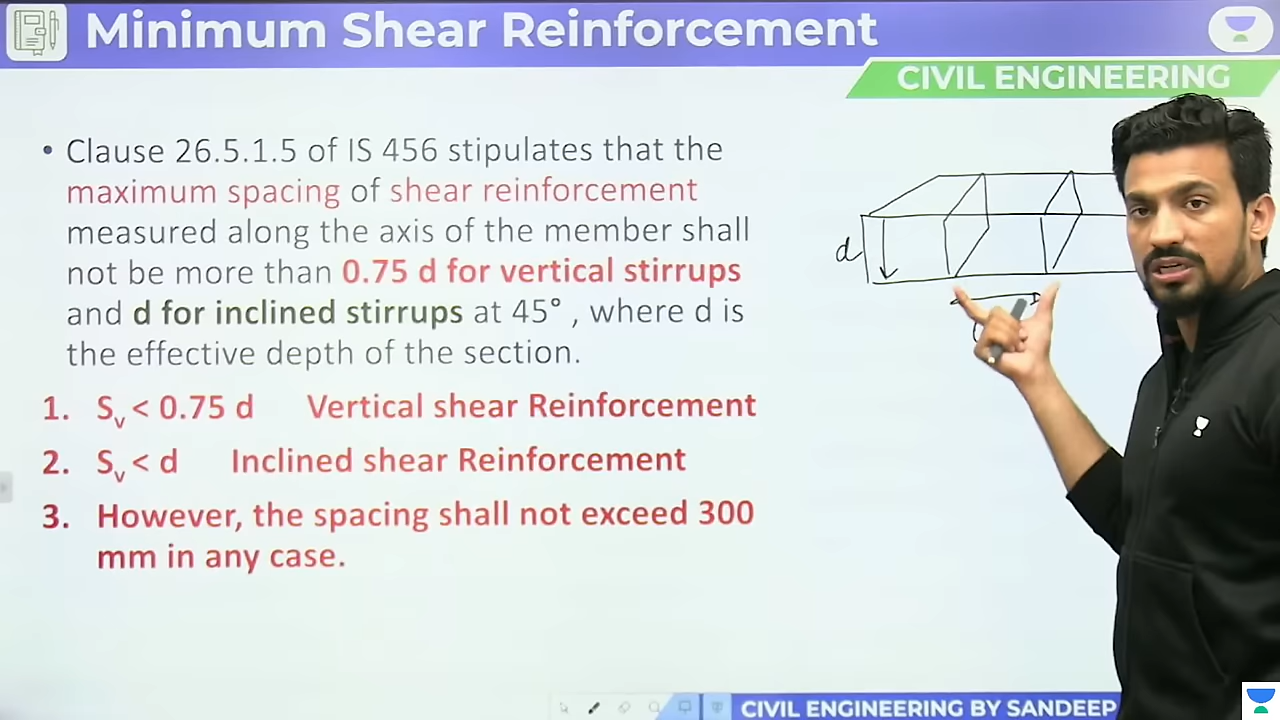 Minimum Shear Reinforcement
CIVIL ENGINEERING
• Clause 26.5.1.5 of IS 456 stipulates that the
maximum spacing of shear reinforcement
measured along the axis of the member shall
not be more than 0.75 d for vertical stirrups
and d for inclined stirrups at 45° , where d is
the effective depth of the section.
1. Sv < 0.75 d Vertical shear Reinforcement
2. Sv < d Inclined shear Reinforcement
3. However, the spacing shall not exceed 300
mm in any case.
d
CIVIL ENGINEERING BY SANDEEP